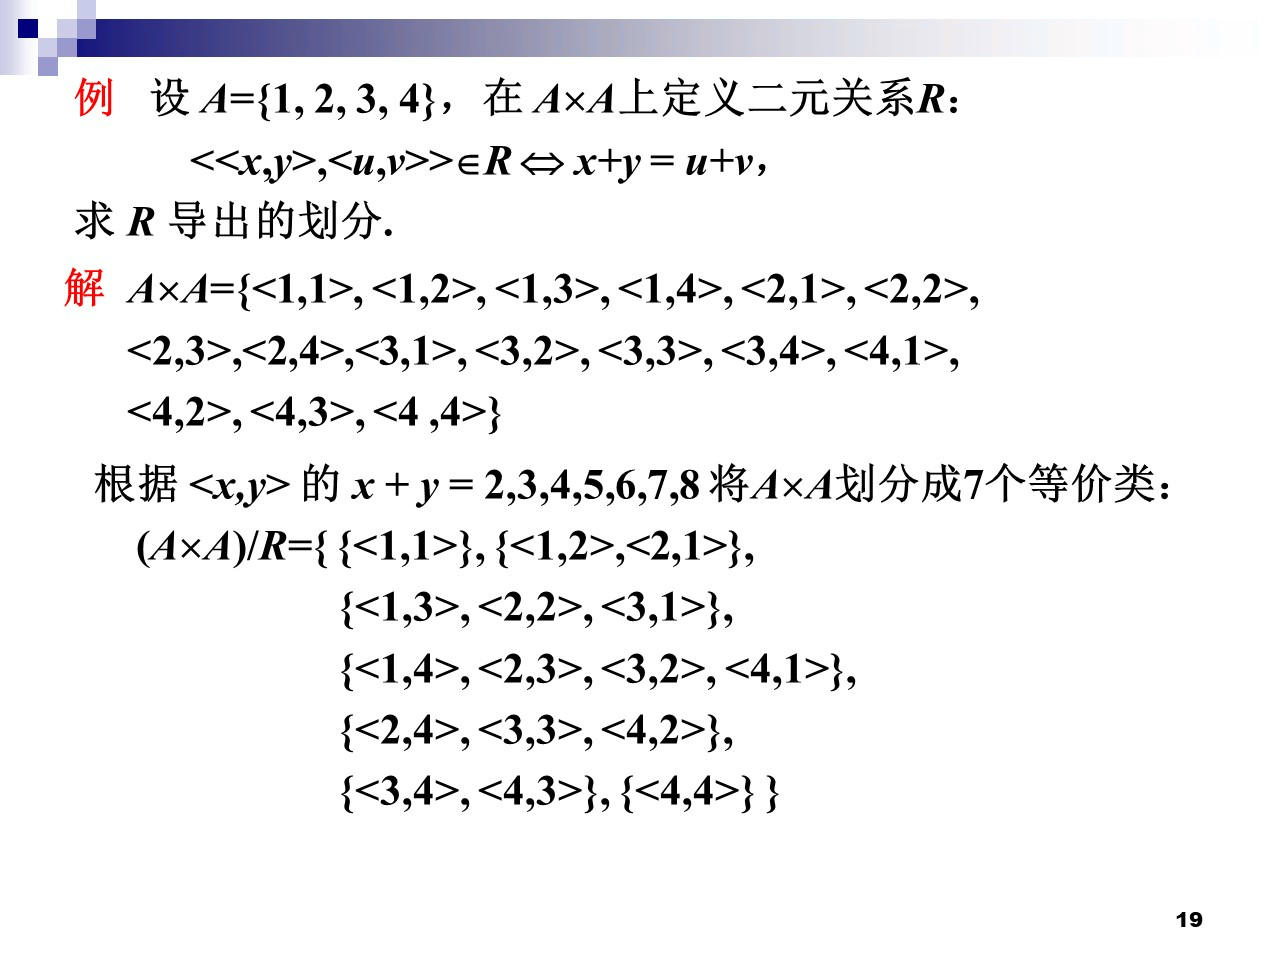 例 设 A={1, 2, 3, 4}，在 A×A上定义二元关系R：
<<x,y>,<u,v>>∈R ⇔ x+y = u+v，
求 R 导出的划分.
解 A×A={<1,1>, <1,2>, <1,3>, <1,4>, <2,1>, <2,2>,
<2,3>,<2,4>,<3,1>, <3,2>, <3,3>, <3,4>, <4,1>,
<4,2>, <4,3>, <4 ,4>}
根据 <x,y> 的 x + y = 2,3,4,5,6,7,8 将A×A划分成7个等价类：
(A×A)/R={ {<1,1>}, {<1,2>,<2,1>},
{<1,3>, <2,2>, <3,1>},
{<1,4>, <2,3>, <3,2>, <4,1>},
{<2,4>, <3,3>, <4,2>},
{<3,4>, <4,3>}, {<4,4>} }
19